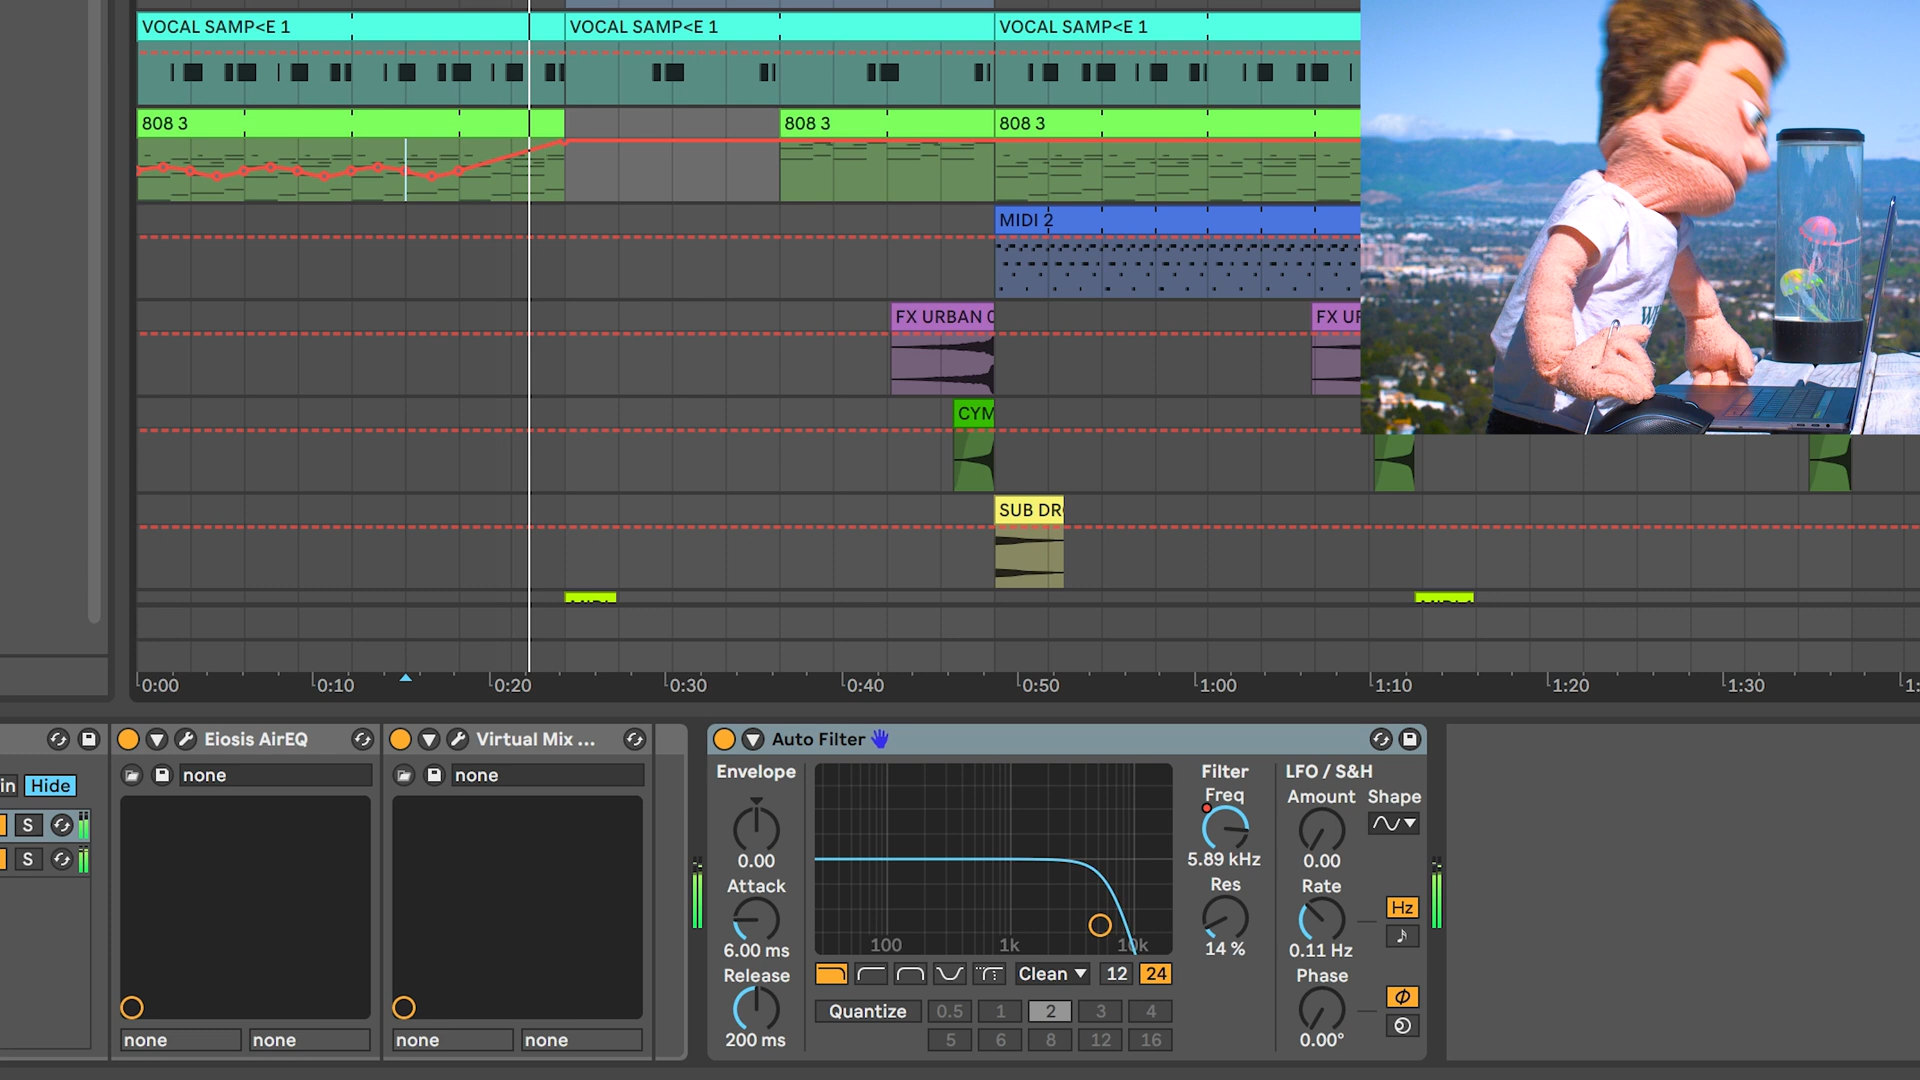 VOCAL SAMP<E 1
VOCAL SAMP<E 1
VOCAL SAMP<E 1
808 3
808 3
808 3
MIDI 2
FX URBAN
FX
CYM
SUB DR
0:00
0:10
0:20
0:30
0:40
0:50
1:00
1:10
1:20
1:30
in Hide
S
S
Eiosis AirEQ
none
none none
Virtual Mix ...
none
none none
Auto Filter
Envelope
0.00
Attack
6.00 ms
Release
200 ms
100 1k 10k
Clean 12 24
Quantize 0.5 1 2 3 4
5 6 8 12 16
Filter
Freq
5.89 kHz
Res
14 %
LFO / S&H
Amount Shape
0.00
Rate
0.11 Hz
Hz
Phase
0.00°